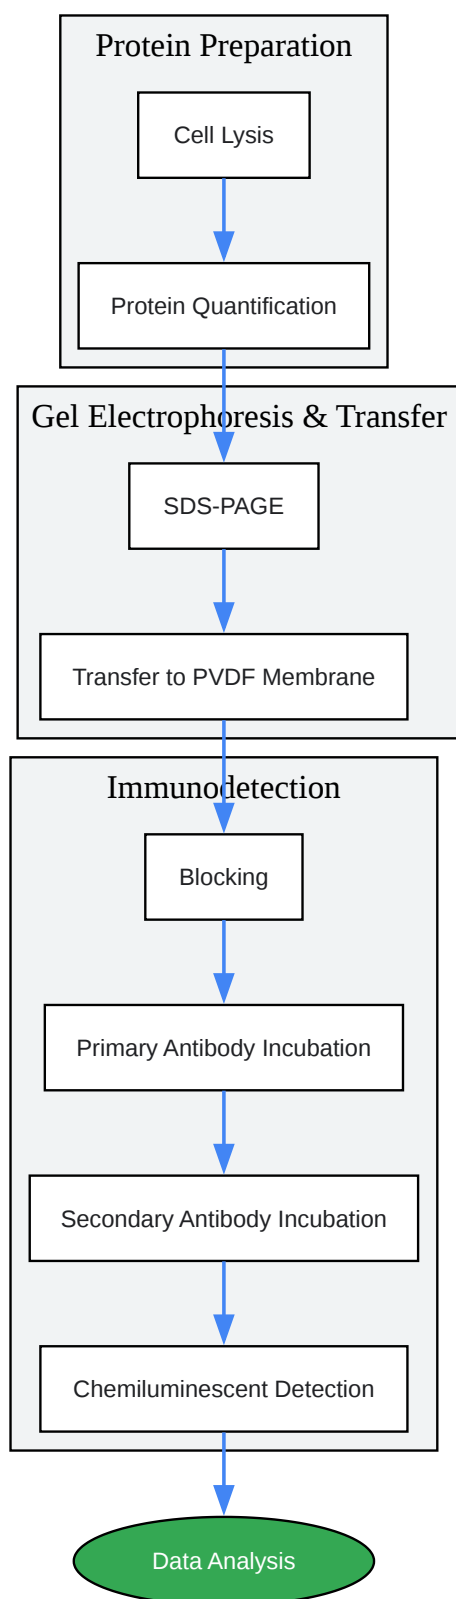 Protein Preparation
Cell Lysis
Protein Quantification
Gel Electrophoresis & Transfer
SDS-PAGE
Transfer to PVDF Membrane
Immunodetection
Blocking
Primary Antibody Incubation
Secondary Antibody Incubation
Chemiluminescent Detection
Data Analysis